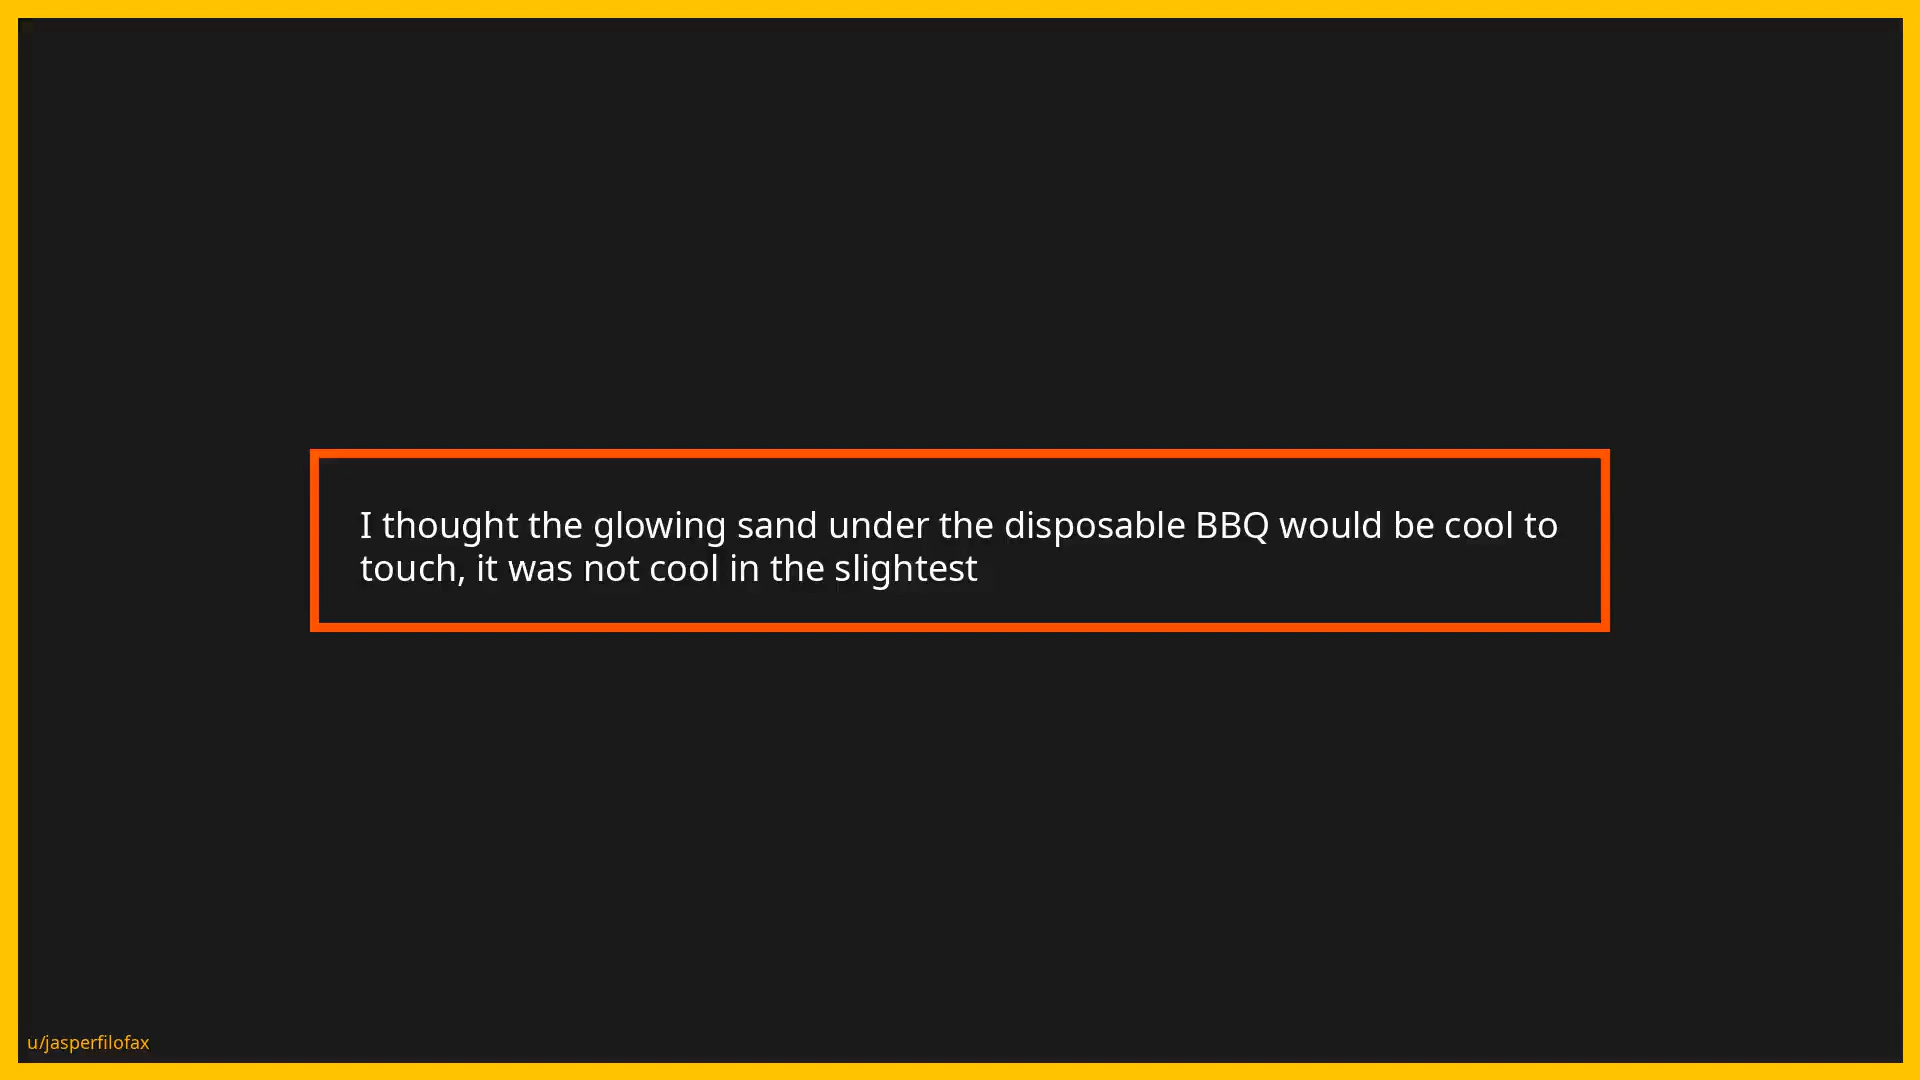 I thought the glowing sand under the disposable BBQ would be cool to
touch, it was not cool in the slightest
u/jasperfilofax